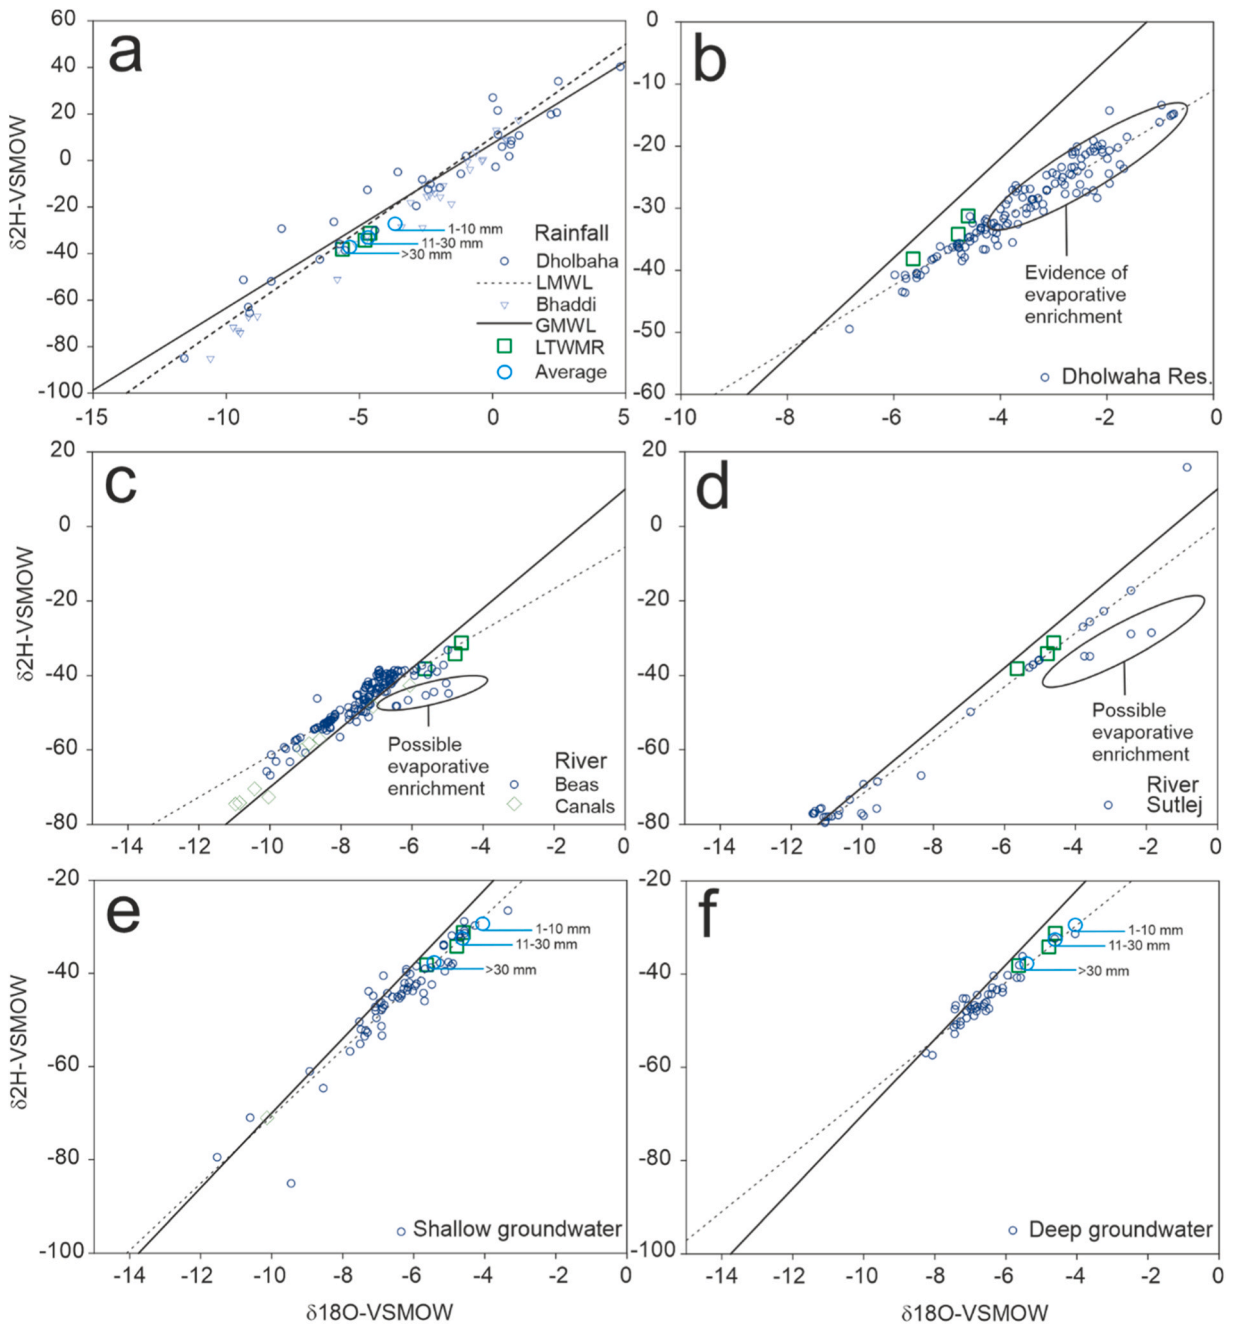 a
60
40
20
0
-20
-40
-60
-80
-100
-15
-10
-5
0
5
δ2H-VSMOW
1-10 mm
11-30 mm
>30 mm
Rainfall
Dholbaha
LMWL
Bhaddi
GMWL
LTWMR
Average
b
0
-10
-20
-30
-40
-50
-60
-10
-8
-6
-4
-2
0
Evidence of
evaporative
enrichment
Dholwaha Res.
c
20
0
-20
-40
-60
-80
-14
-12
-10
-8
-6
-4
-2
0
δ2H-VSMOW
Possible
evaporative
enrichment
River
Beas
Canals
d
20
0
-20
-40
-60
-80
-14
-12
-10
-8
-6
-4
-2
0
Possible
evaporative
enrichment
River
Sutlej
e
-20
-40
-60
-80
-100
-14
-12
-10
-8
-6
-4
-2
0
δ2H-VSMOW
δ18O-VSMOW
1-10 mm
11-30 mm
>30 mm
Shallow groundwater
f
-20
-40
-60
-80
-100
-14
-12
-10
-8
-6
-4
-2
0
δ18O-VSMOW
1-10 mm
11-30 mm
>30 mm
Deep groundwater